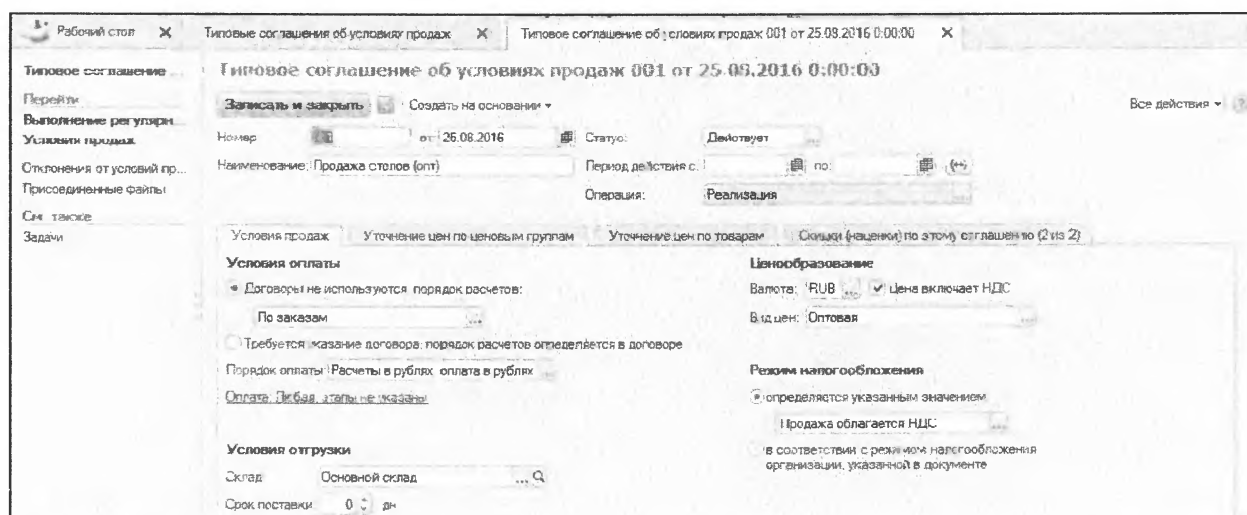 Рабочий стол Типовые соглашения об условиях продаж Типовое соглашение об условиях продаж 001 от 25.08.2016 0:00:00
Типовое соглашение ... Типовое соглашение об условиях продаж 001 от 25.08.2016 0:00:00
Перейти
Записать и закрыть Создать на основании Все действия
Выполнение регулярн...
Условия продаж
Номер: от: 25.08.2016 Статус: Действует ...
Отклонения от условий пр... Наименование: Продажа столов (опт) Период действия с: по:
Присоединенные файлы
Операция: Реализация ...
См. также
Задачи
Условия продаж Уточнение цен по ценовым группам Уточнение цен по товарам Скидки (наценки) по этому соглашению (2 из 2)
Условия оплаты Ценообразование
Договоры не используются, порядок расчетов: Валюта: RUB ... Цена включает НДС
По заказам ... Вид цен: Оптовая ...
Требуется указание договора, порядок расчетов определяется в договоре
Порядок оплаты: Расчеты в рублях, оплата в рублях ... Режим налогообложения
Оплата: Любая, этапы не указаны определяется указанным значением
Продажа облагается НДС ...
Условия отгрузки в соответствии с режимом налогообложения
организации, указанной в документе
Склад: Основной склад ...
Срок поставки: 0 дн